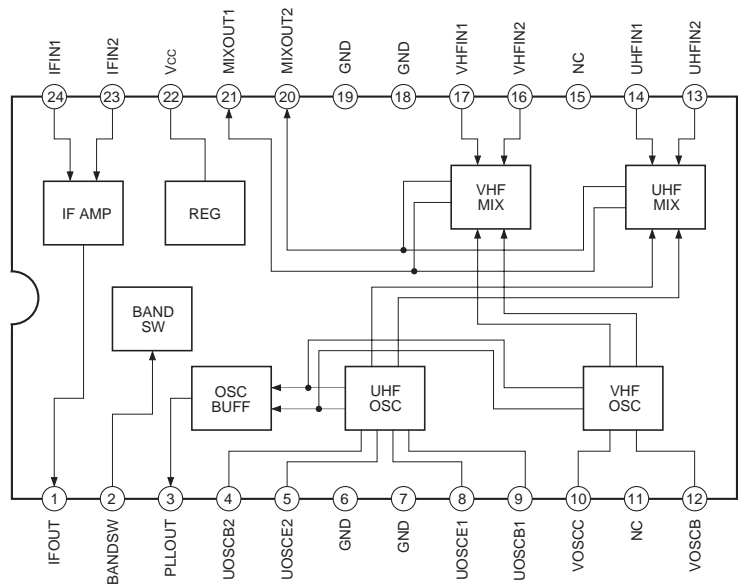 IFIN1
IFIN2
Vcc
MIXOUT1
MIXOUT2
GND
GND
VHFIN1
VHFIN2
NC
UHFIN1
UHFIN2
24
23
22
21
20
19
18
17
16
15
14
13
IF AMP
REG
VHF
MIX
UHF
MIX
BAND
SW
OSC
BUFF
UHF
OSC
VHF
OSC
1
2
3
4
5
6
7
8
9
10
11
12
IFOUT
BANDSW
PLLOUT
UOSCB2
UOSCE2
GND
GND
UOSCE1
UOSCB1
VOSCC
NC
VOSCB